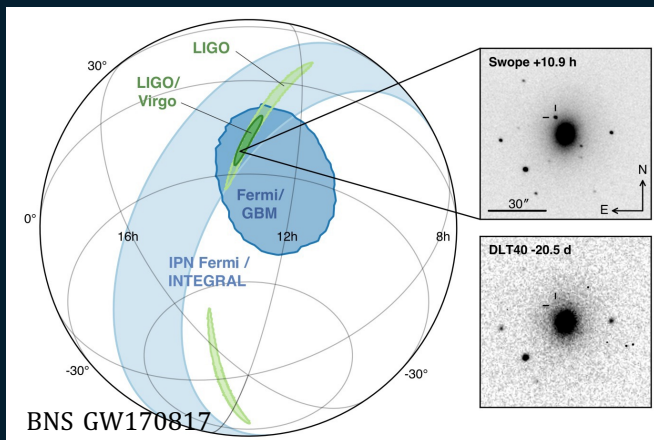 LIGO
LIGO/
Virgo
30°
Fermi/
GBM
0°
16h
12h
8h
IPN Fermi /
INTEGRAL
-30°
-30°
BNS GW170817
Swope +10.9 h
N
30″
E
DLT40 -20.5 d